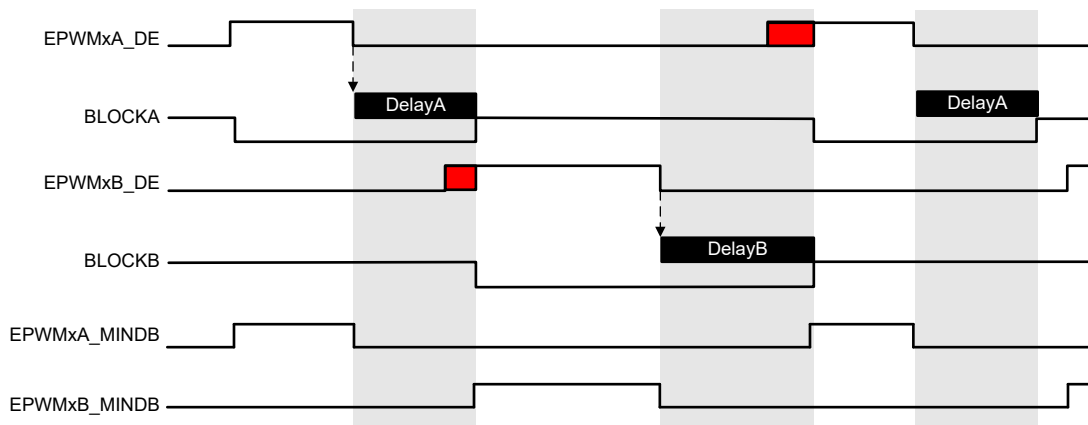 EPWMxA_DE
DelayA
DelayA
BLOCKA
EPWMxB_DE
DelayB
BLOCKB
EPWMxA_MINDB
EPWMxB_MINDB